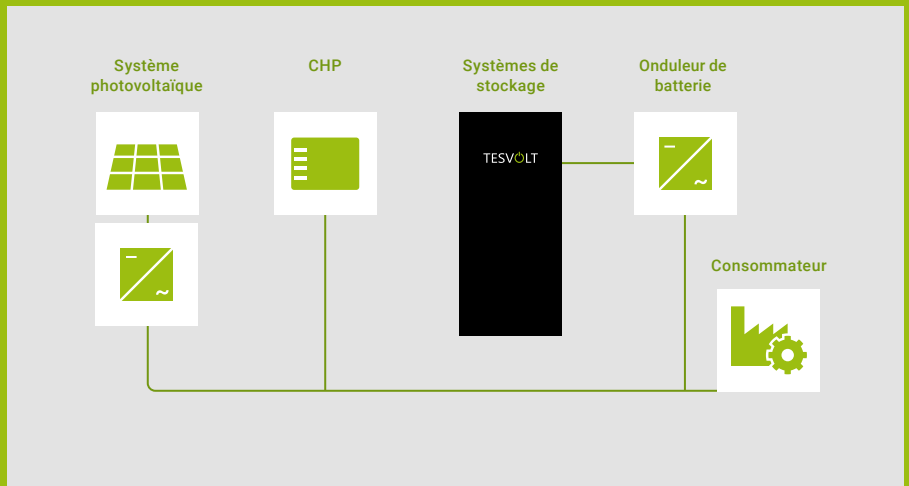 Système
photovoltaïque
CHP
Systèmes de
stockage
Onduleur de
batterie
TESVOLT
Consommateur